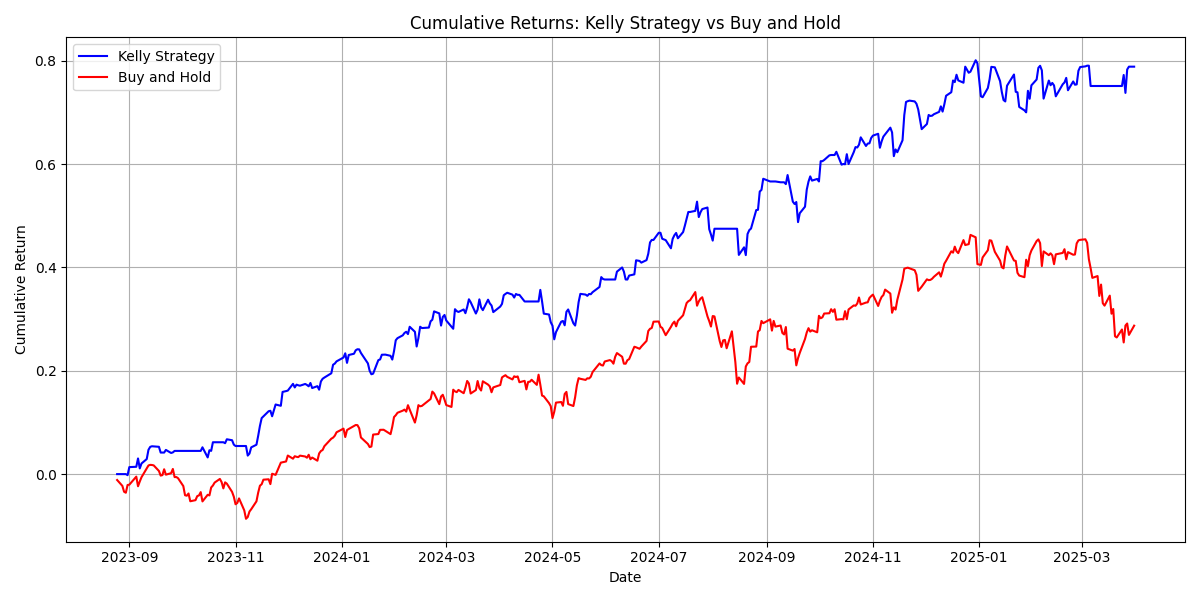 Cumulative Returns: Kelly Strategy vs Buy and Hold
Kelly Strategy
Buy and Hold
Cumulative Return
0.8
0.6
0.4
0.2
0.0
2023-09 2023-11 2024-01 2024-03 2024-05 2024-07 2024-09 2024-11 2025-01 2025-03
Date